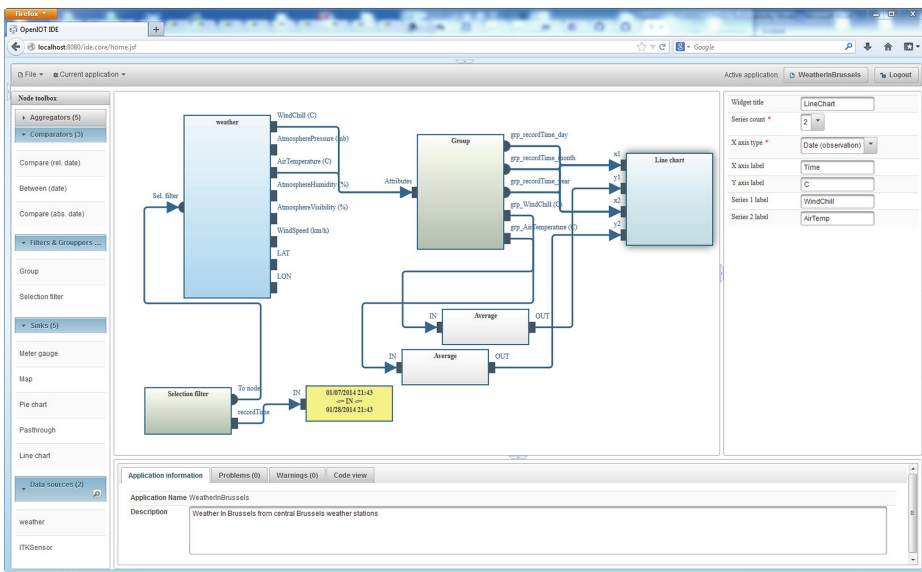 Firefox
OpenIOT IDE
+
localhost:8080/ide.core/home.jsf
Google
File
Current application
Active application
WeatherInBrussels
Logout
Node toolbox
Aggregators (5)
Comparators (3)
Compare (rel. date)
Between (date)
Compare (abs. date)
Filters & Grouppers ...
Group
Selection filter
Sinks (5)
Meter gauge
Map
Pie chart
Pasthrough
Line chart
Data sources (2)
weather
ITKSensor
weather
Sel. filter
WindChill (C)
AtmospherePressure (mb)
AirTemperature (C)
AtmosphereHumidity (%)
AtmosphereVisibility (%)
WindSpeed (km/h)
LAT
LON
Attributes
Group
grp_recordTime_day
grp_recordTime_month
grp_recordTime_year
grp_WindChill (C)
grp_AirTemperature (C)
x1
y1
x2
y2
Line chart
IN
Average
OUT
IN
Average
OUT
Selection filter
To node
recordTime
IN
01/07/2014 21:43
<= IN <=
01/28/2014 21:43
Widget title
LineChart
Series count *
2
X axis type *
Date (observation)
X axis label
Time
Y axis label
C
Series 1 label
WindChill
Series 2 label
AirTemp
Application information
Problems (0)
Warnings (0)
Code view
Application Name WeatherInBrussels
Description
Weather In Brussels from central Brussels weather stations